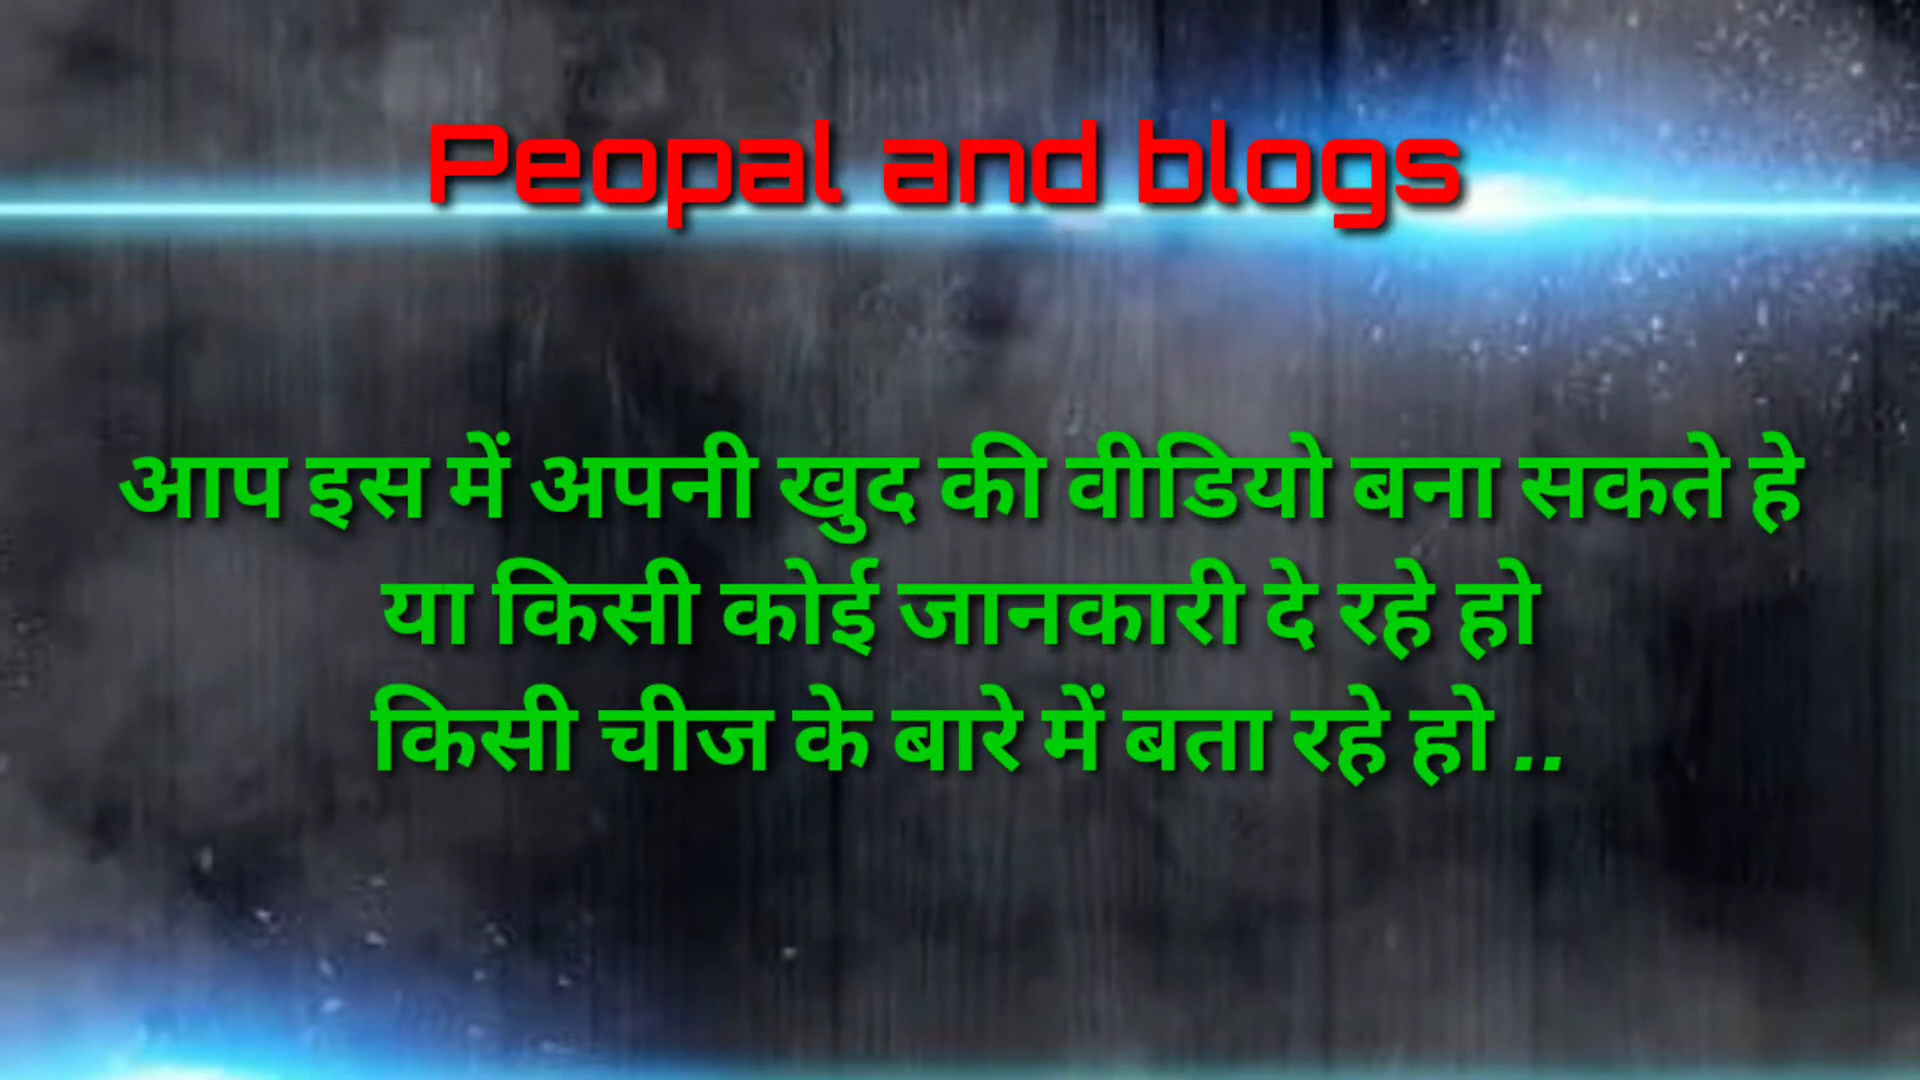 Peopal and blogs
आप इस में अपनी खुद की वीडियो बना सकते हे
या किसी कोई जानकारी दे रहे हो
किसी चीज के बारे में बता रहे हो ..